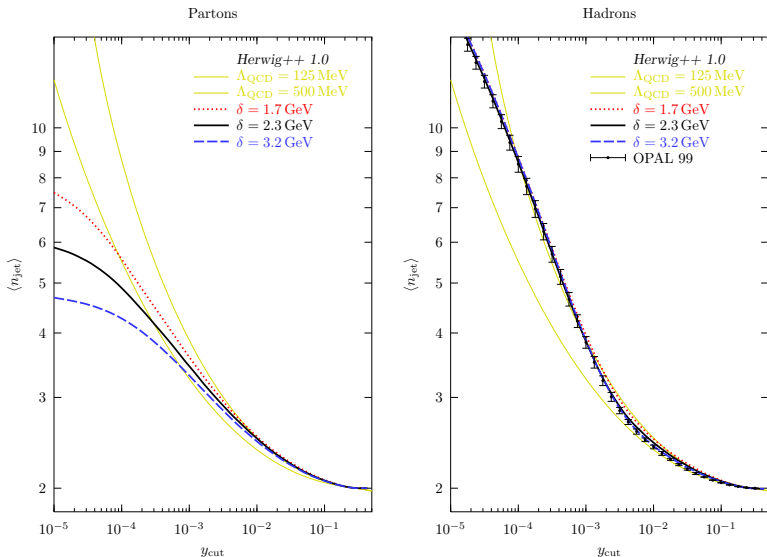 Partons
Herwig++ 1.0
Λ_QCD = 125 MeV
Λ_QCD = 500 MeV
δ = 1.7 GeV
δ = 2.3 GeV
δ = 3.2 GeV
10
9
8
7
6
5
4
3
2
⟨n_jet⟩
10⁻⁵ 10⁻⁴ 10⁻³ 10⁻² 10⁻¹
y_cut
Hadrons
Herwig++ 1.0
Λ_QCD = 125 MeV
Λ_QCD = 500 MeV
δ = 1.7 GeV
δ = 2.3 GeV
δ = 3.2 GeV
OPAL 99
10
9
8
7
6
5
4
3
2
⟨n_jet⟩
10⁻⁵ 10⁻⁴ 10⁻³ 10⁻² 10⁻¹
y_cut